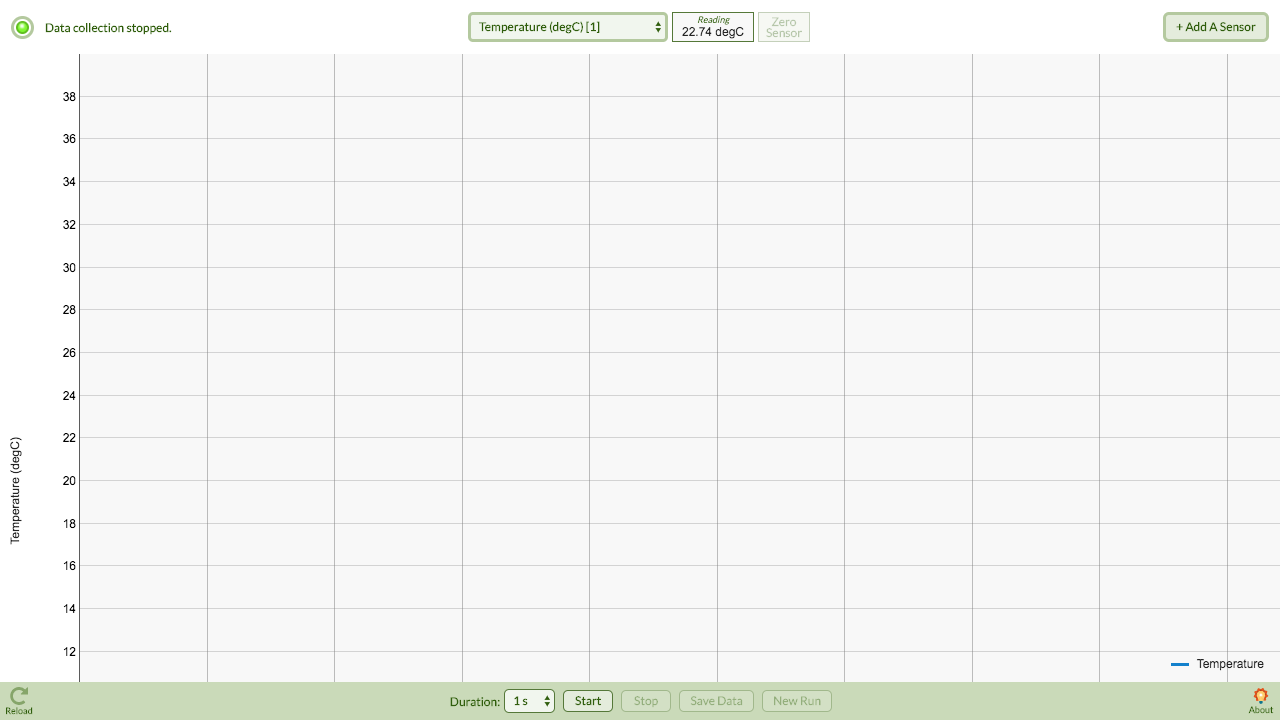 Data collection stopped.
Temperature (degC) [1]
Reading
22.74 degC
Zero
Sensor
+ Add A Sensor
38
36
34
32
30
28
26
24
22
20
18
16
14
12
Temperature (degC)
Temperature
Reload
Duration:
1 s
Start
Stop
Save Data
New Run
About